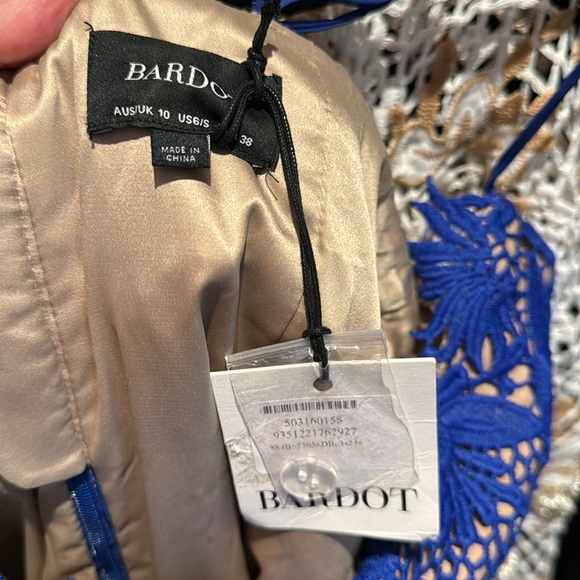 BARDOT
AUS/UK 10 US6/S 38
MADE IN
CHINA
503160158
9351221762927
BARDOT